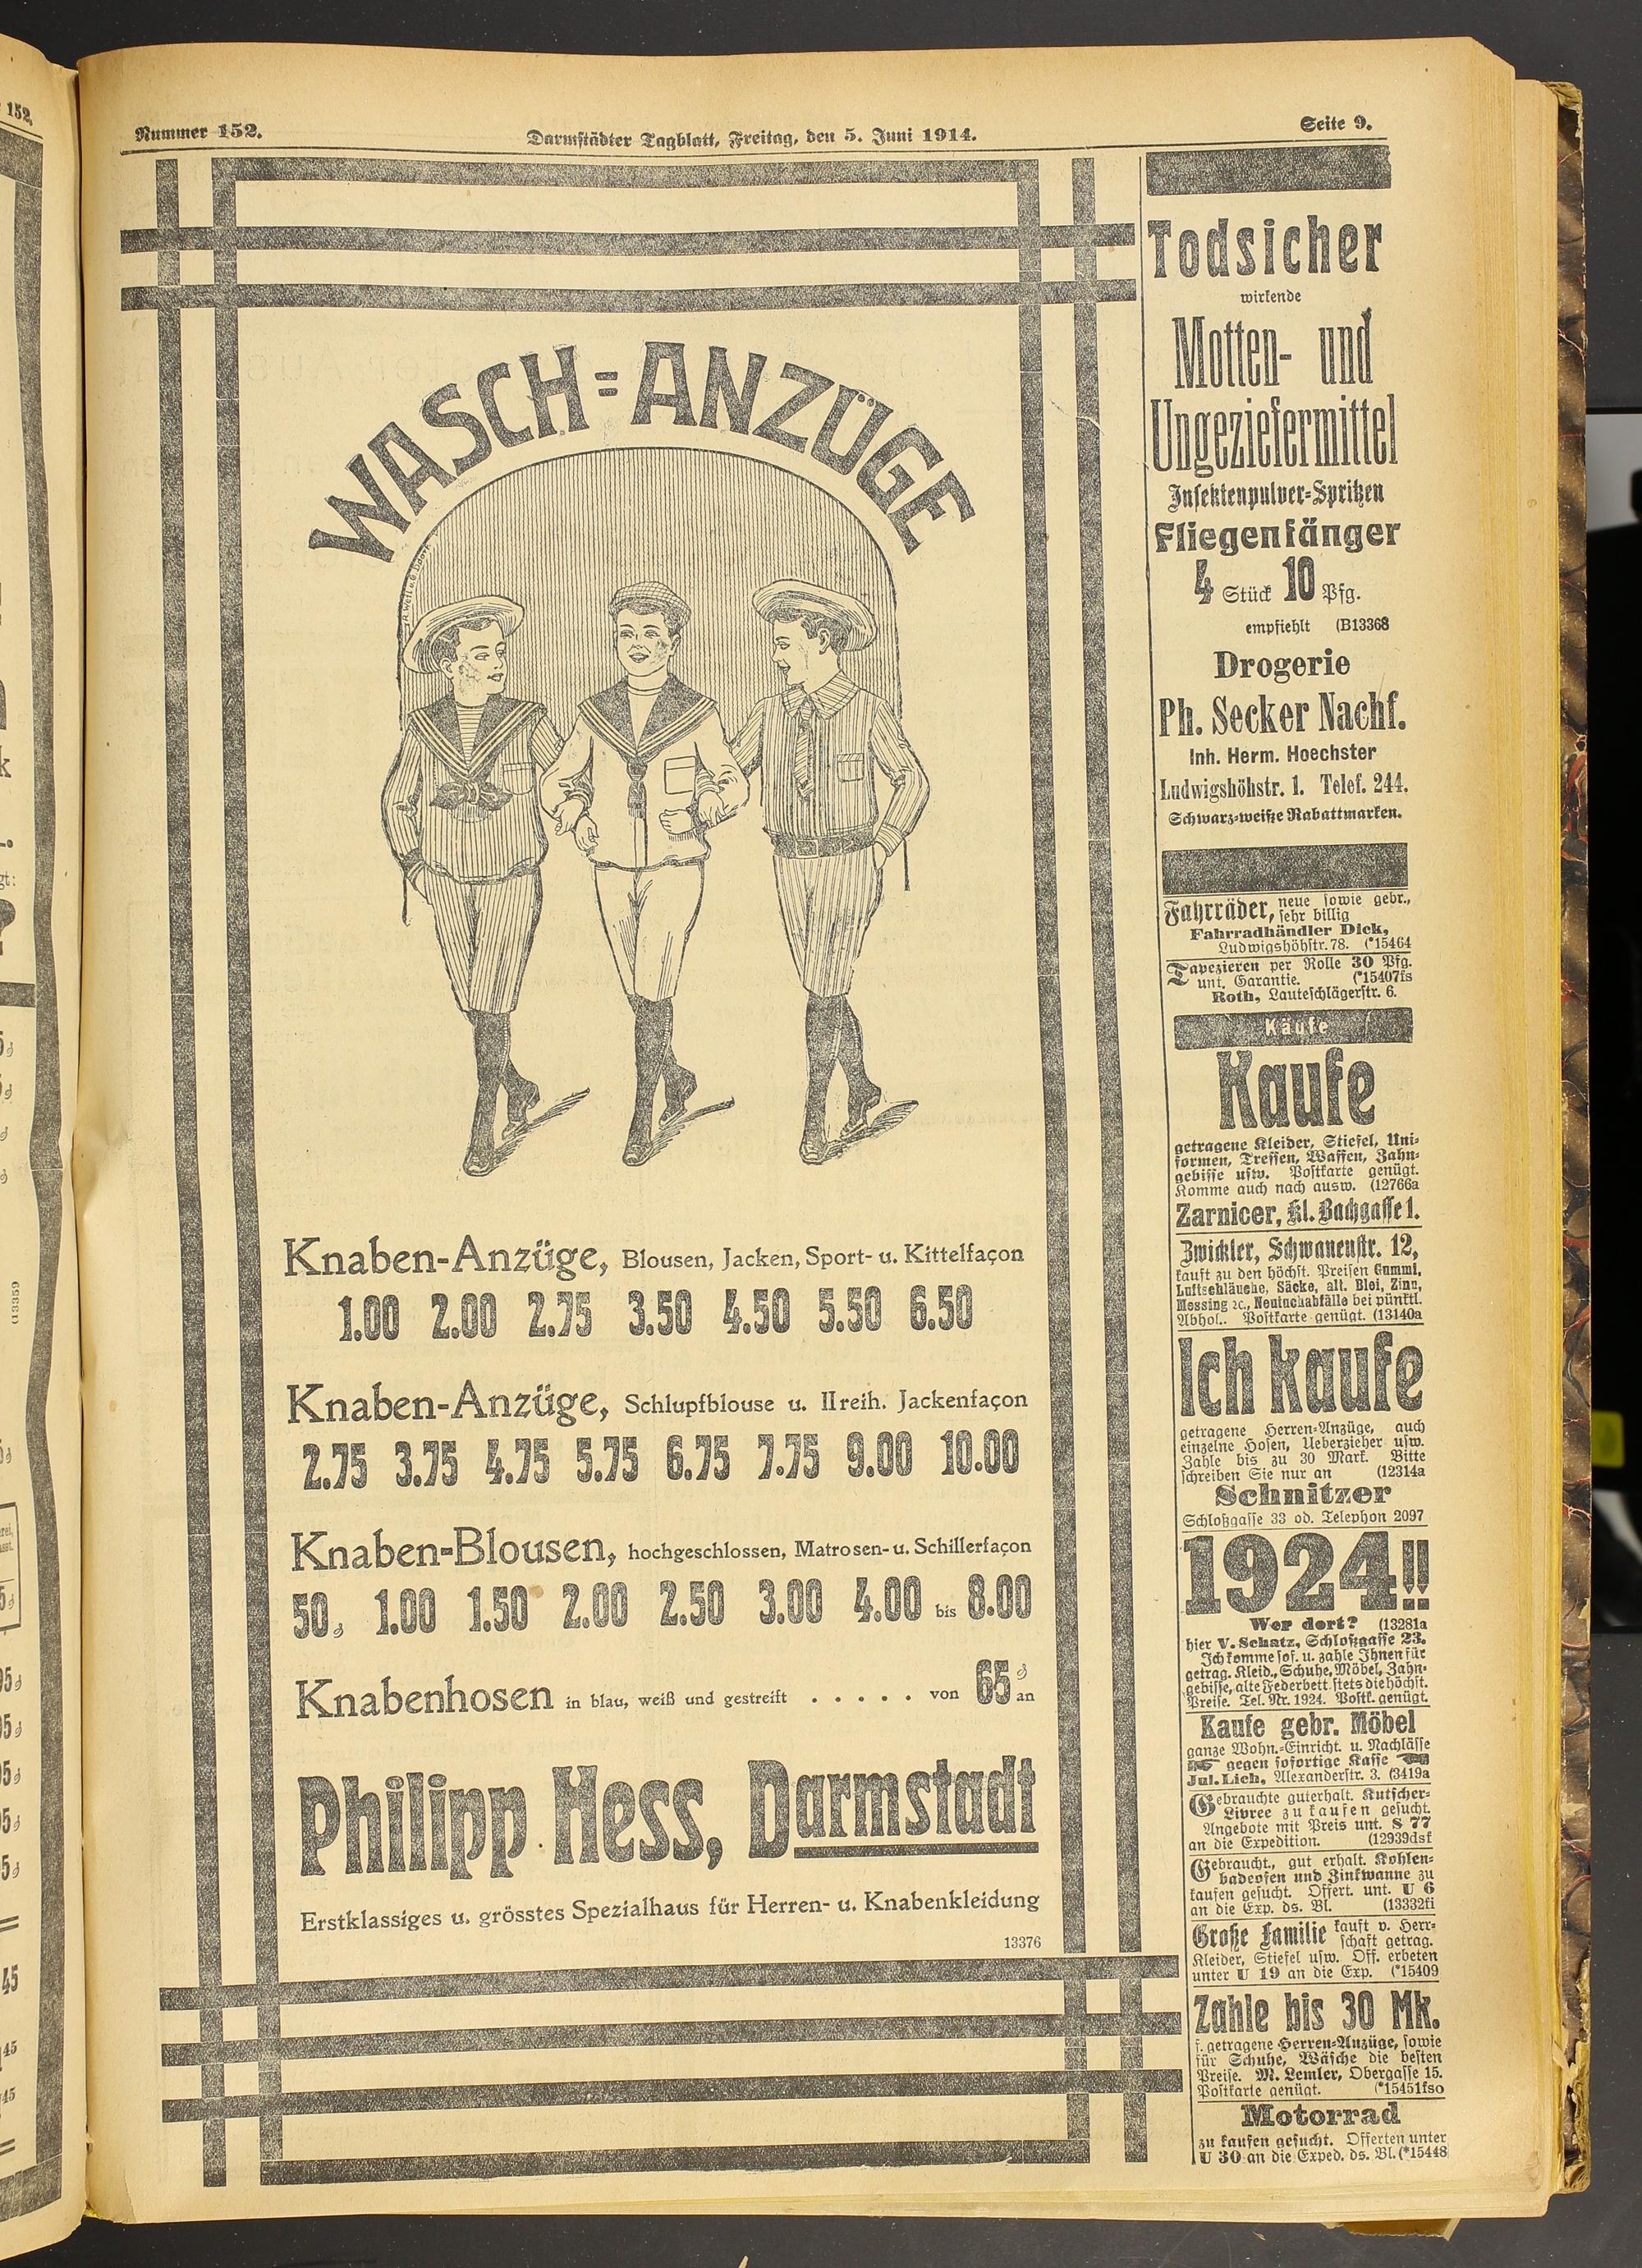 Nummer 152.
Darmstädter Tagblatt, Freitag, den 5. Juni 1914.
Seite 9.
WASCH=ANZÜGE
Knaben-Anzüge, Blousen, Jacken, Sport- u. Kittelfaçon
1.00 2.00 2.75 3.50 4.50 5.50 6.50
Knaben-Anzüge, Schlupfblouse u. IIreih. Jackenfaçon
2.75 3.75 4.75 5.75 6.75 7.75 9.00 10.00
Knaben-Blousen, hochgeschlossen, Matrosen- u. Schillerfaçon
50₰ 1.00 1.50 2.00 2.50 3.00 4.00 bis 8.00
Knabenhosen in blau, weiß und gestreift . . . . . von 65 ₰ an
Philipp Hess, Darmstadt
Erstklassiges u. grösstes Spezialhaus für Herren- u. Knabenkleidung
13376
Todsicher
wirkende
Motten- und
Ungeziefermittel
Insektenpulver=Spritzen
Fliegenfänger
4 Stück 10 Pfg.
empfiehlt (B13368
Drogerie
Ph. Secker Nachf.
Inh. Herm. Hoechster
Ludwigshöhstr. 1. Telef. 244.
Schwarz=weiße Rabattmarken.
Fahrräder, neue sowie gebr.,
sehr billig
Fahrradhändler Dick,
Ludwigshöhstr. 78. (*15464
Tapezieren per Rolle 30 Pfg.
unt. Garantie. (*15407fs
Roth, Lauteschlägerstr. 6.
Käufe
Kaufe
getragene Kleider, Stiefel, Uni=
formen, Tressen, Waffen, Zahn=
gebisse usw. Postkarte genügt.
Komme auch nach ausw. (12766a
Zarnicer, Kl. Bachgasse 1.
Zwickler, Schwanenstr. 12,
kauft zu den höchst. Preisen Gummi,
Luftschläuche, Säcke, alt. Blei, Zinn,
Messing ꝛc., Neutuchabfälle bei pünktl.
Abhol.. Postkarte genügt. (13140a
Ich kaufe
getragene Herren=Anzüge, auch
einzelne Hosen, Ueberzieher usw.
Zahle bis zu 30 Mark. Bitte
schreiben Sie nur an (12314a
Schnitzer
Schloßgasse 33 od. Telephon 2097
1924!!
Wer dort? (13281a
hier V. Schatz, Schloßgasse 23.
Ich komme sof. u. zahle Ihnen für
getrag. Kleid., Schuhe, Möbel, Zahn=
gebisse, alte Federbett. stets die höchst.
Preise. Tel. Nr. 1924. Postk. genügt.
Kaufe gebr. Möbel
ganze Wohn.=Einricht. u. Nachlässe
gegen sofortige Kasse
Jul. Lich, Alexanderstr. 3. (3419a
Gebrauchte guterhalt. Kutscher=
Livree zu kaufen gesucht.
Angebote mit Preis unt. S 77
an die Expedition. (12939dsf
Gebraucht., gut erhalt. Kohlen=
badeofen und Zinkwanne zu
kaufen gesucht. Offert. unt. U 6
an die Exp. ds. Bl. (13332fi
Große Familie kauft v. Herr=
schaft getrag.
Kleider, Stiefel usw. Off. erbeten
unter U 19 an die Exp. (*15409
Zahle bis 30 Mk.
f. getragene Herren=Anzüge, sowie
für Schuhe, Wäsche die besten
Preise. M. Lemler, Obergasse 15.
Postkarte genügt. (*15451fso
Motorrad
zu kaufen gesucht. Offerten unter
U 30 an die Exped. ds. Bl. (*15448